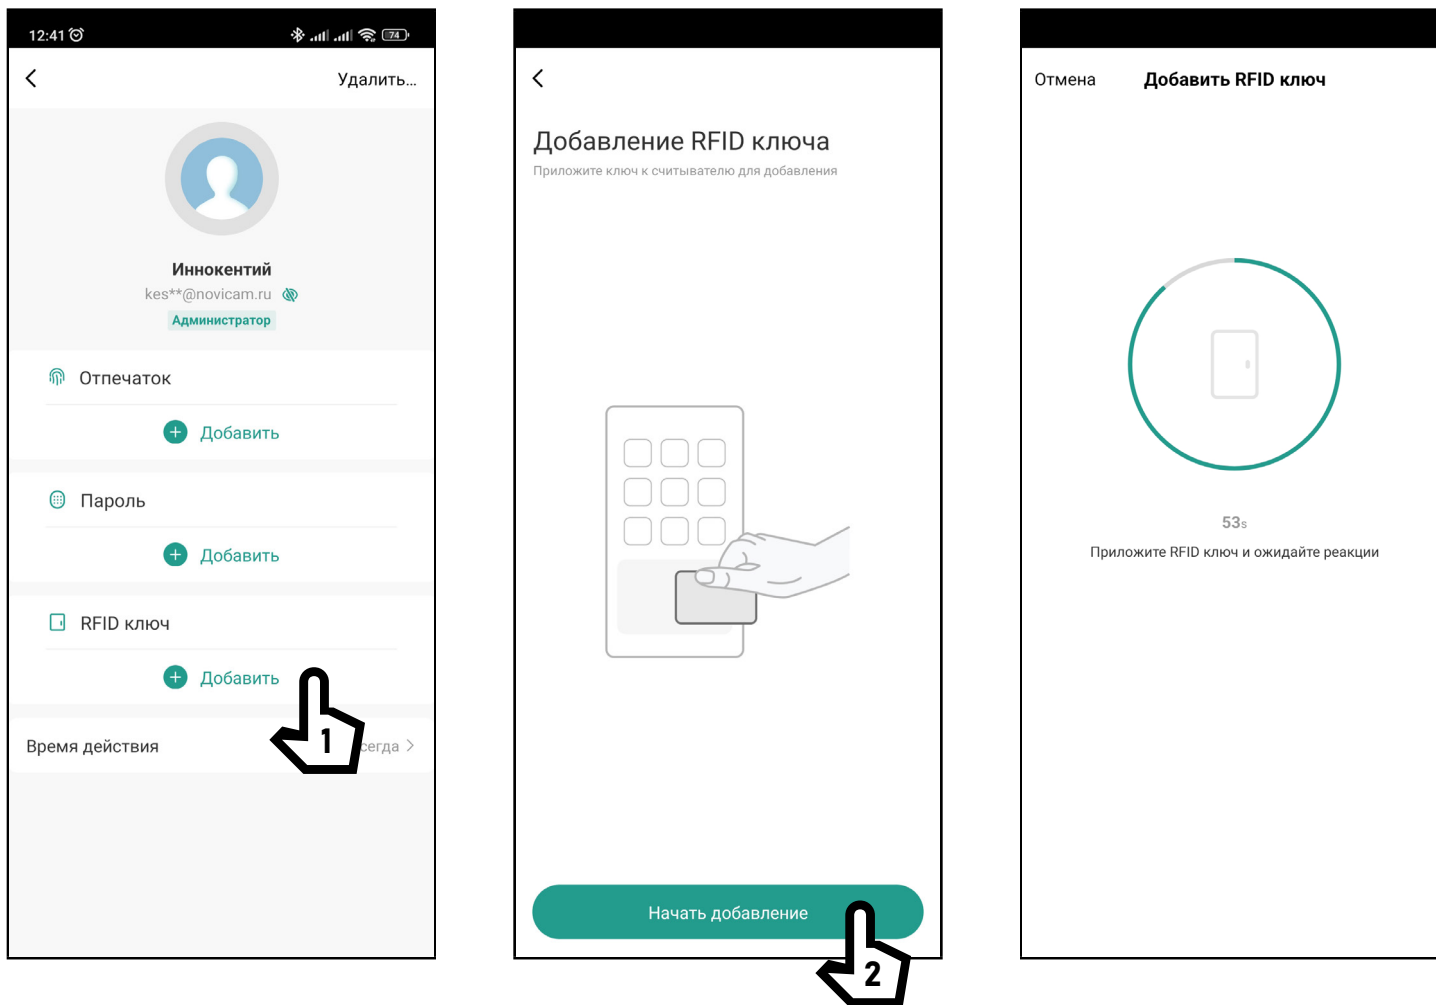 12:41
74
Удалить...
Иннокентий
kes**@novicam.ru
Администратор
Отпечаток
Добавить
Пароль
Добавить
RFID ключ
Добавить
1
Время действия
сегда
Добавление RFID ключа
Приложите ключ к считывателю для добавления
Начать добавление
2
Отмена
Добавить RFID ключ
53s
Приложите RFID ключ и ожидайте реакции